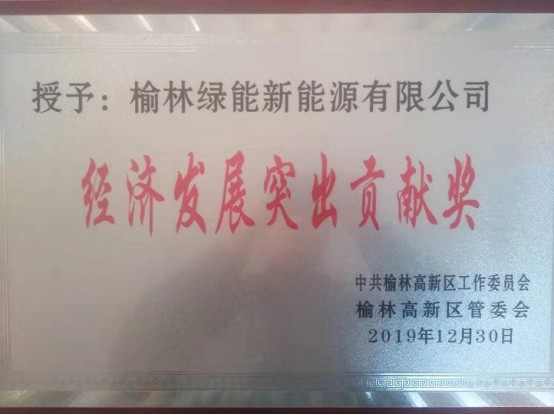 授予：榆林绿能新能源有限公司
经济发展突出贡献奖
中共榆林高新区工作委员会
榆林高新区管委会
2019年12月30日